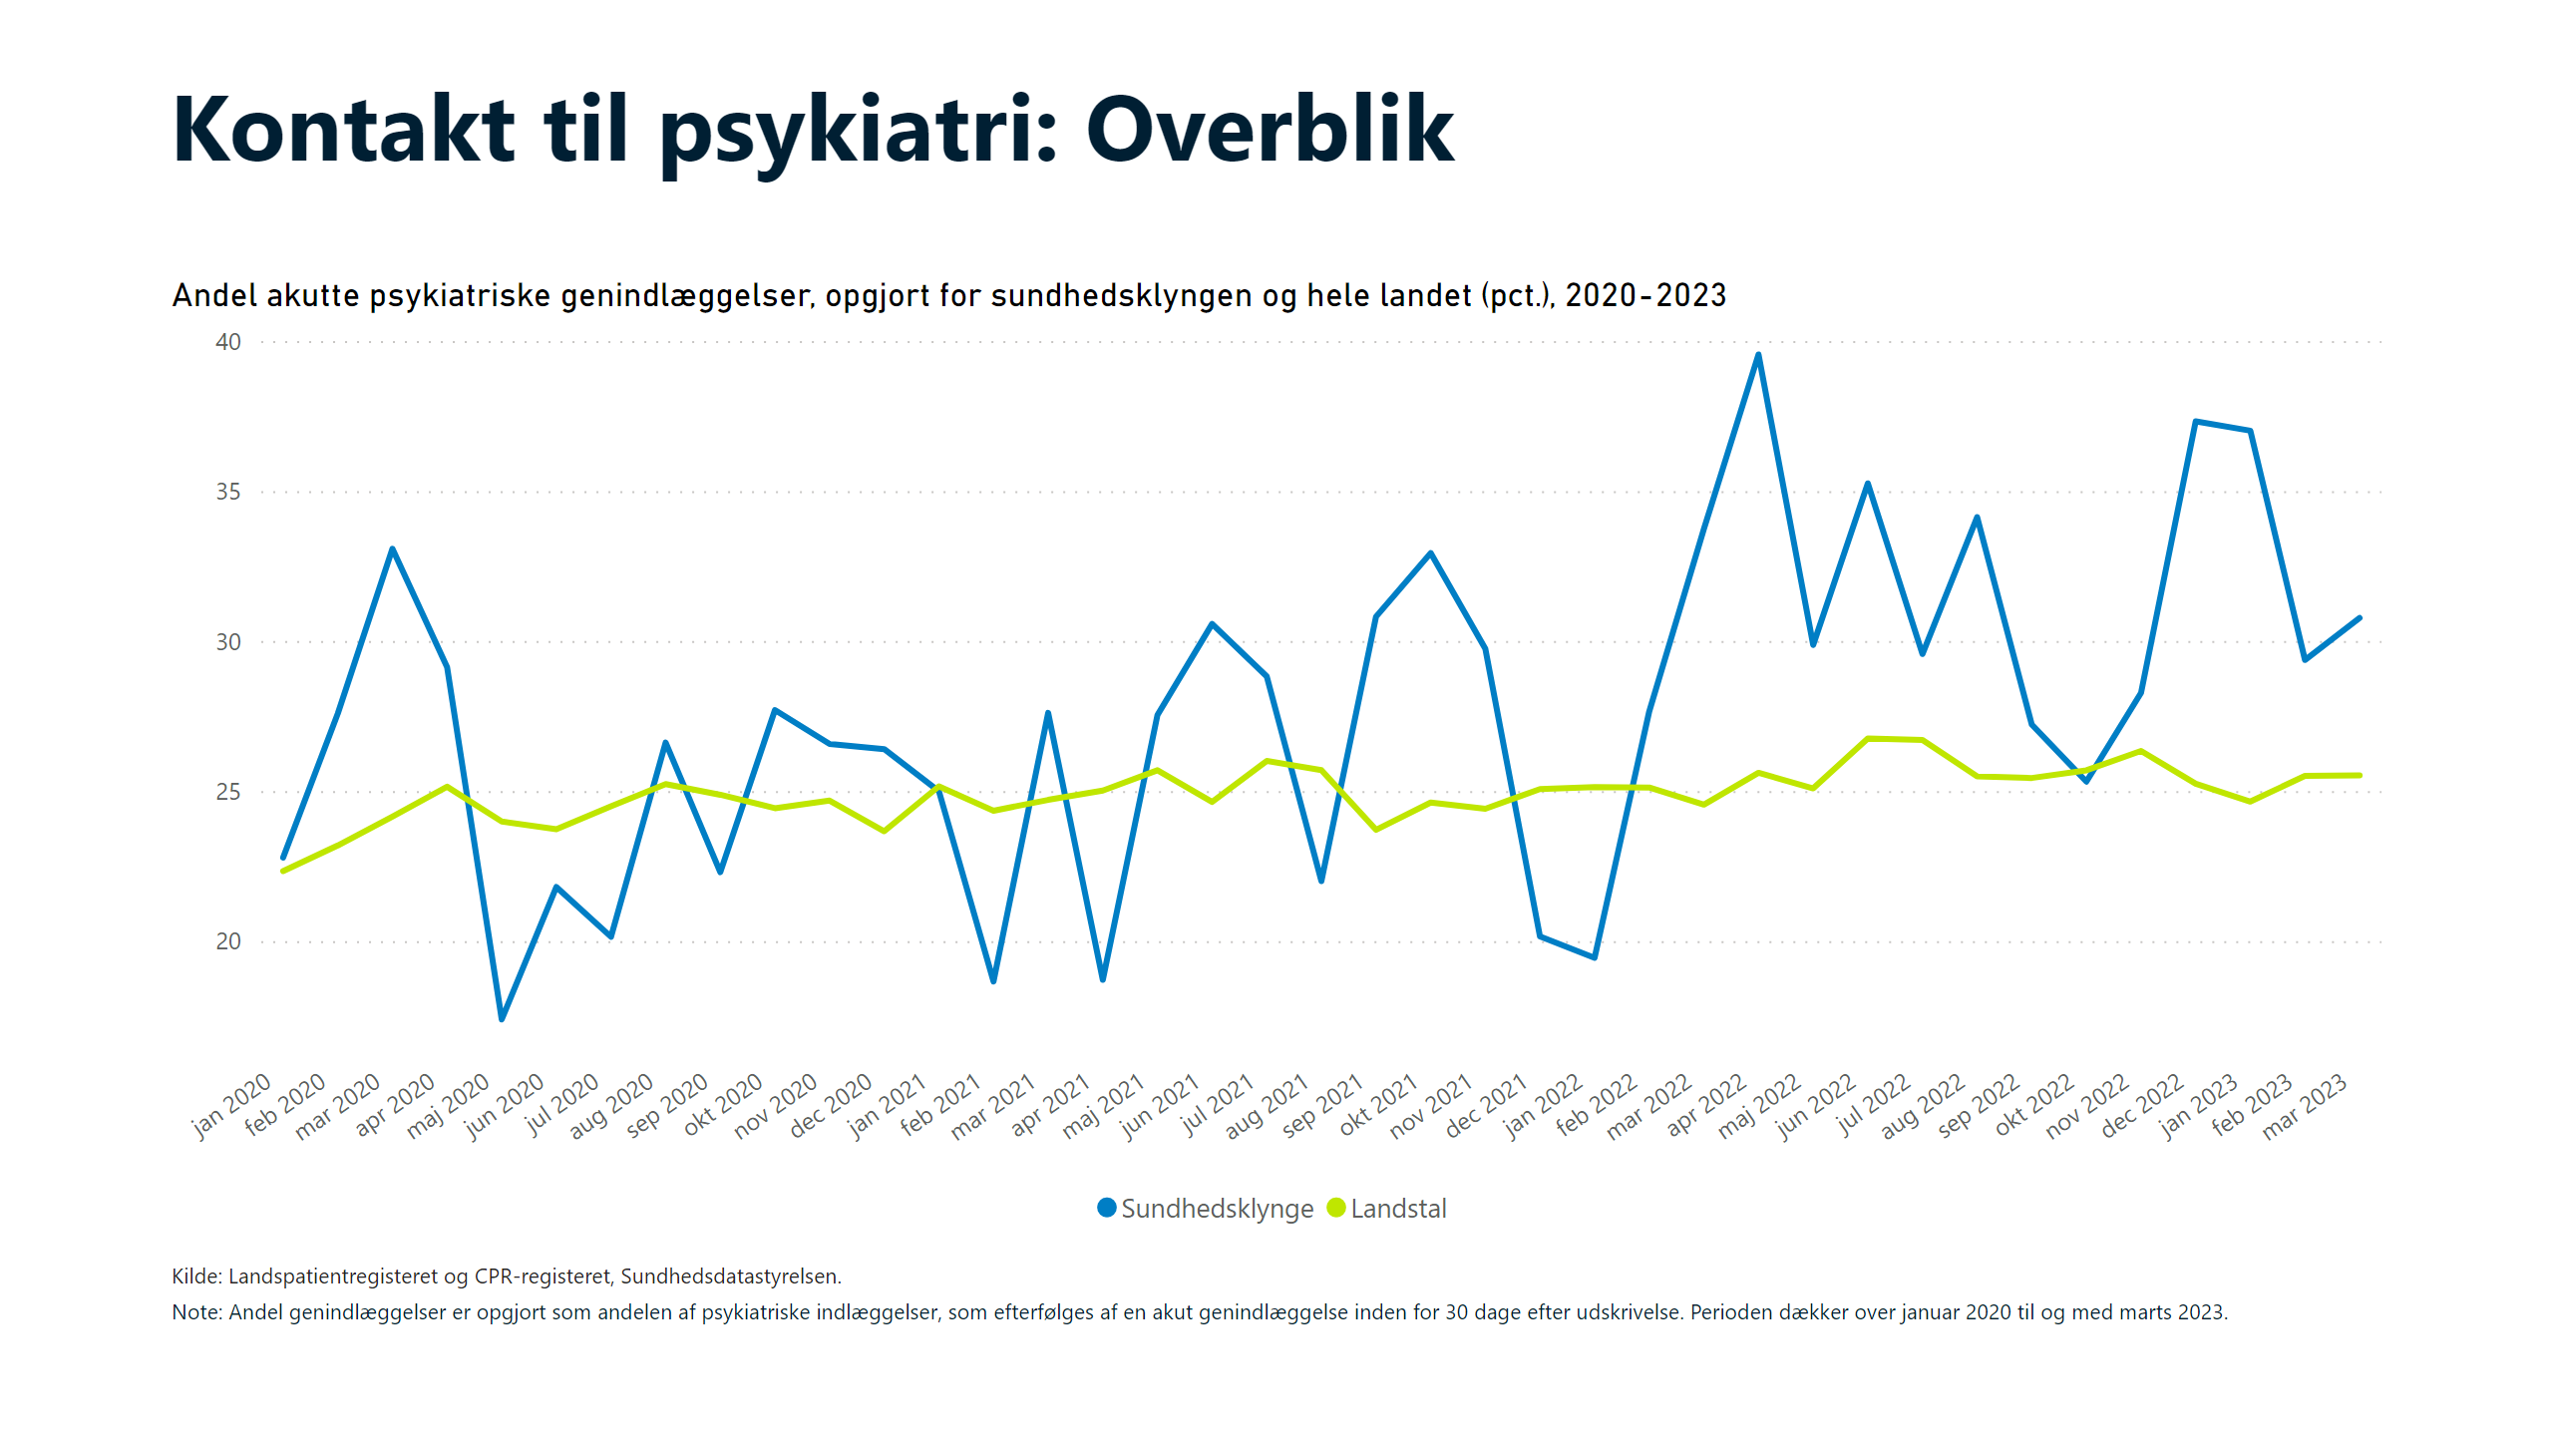 Kontakt til psykiatri: Overblik
Andel akutte psykiatriske genindlæggelser, opgjort for sundhedsklyngen og hele landet (pct.), 2020-2023
40
35
30
25
20
jan 2020
feb 2020
mar 2020
apr 2020
maj 2020
jun 2020
jul 2020
aug 2020
sep 2020
okt 2020
nov 2020
dec 2020
jan 2021
feb 2021
mar 2021
apr 2021
maj 2021
jun 2021
jul 2021
aug 2021
sep 2021
okt 2021
nov 2021
dec 2021
jan 2022
feb 2022
mar 2022
apr 2022
maj 2022
jun 2022
jul 2022
aug 2022
sep 2022
okt 2022
nov 2022
dec 2022
jan 2023
feb 2023
mar 2023
Sundhedsklynge Landstal
Kilde: Landspatientregisteret og CPR-registeret, Sundhedsdatastyrelsen.
Note: Andel genindlæggelser er opgjort som andelen af psykiatriske indlæggelser, som efterfølges af en akut genindlæggelse inden for 30 dage efter udskrivelse. Perioden dækker over januar 2020 til og med marts 2023.